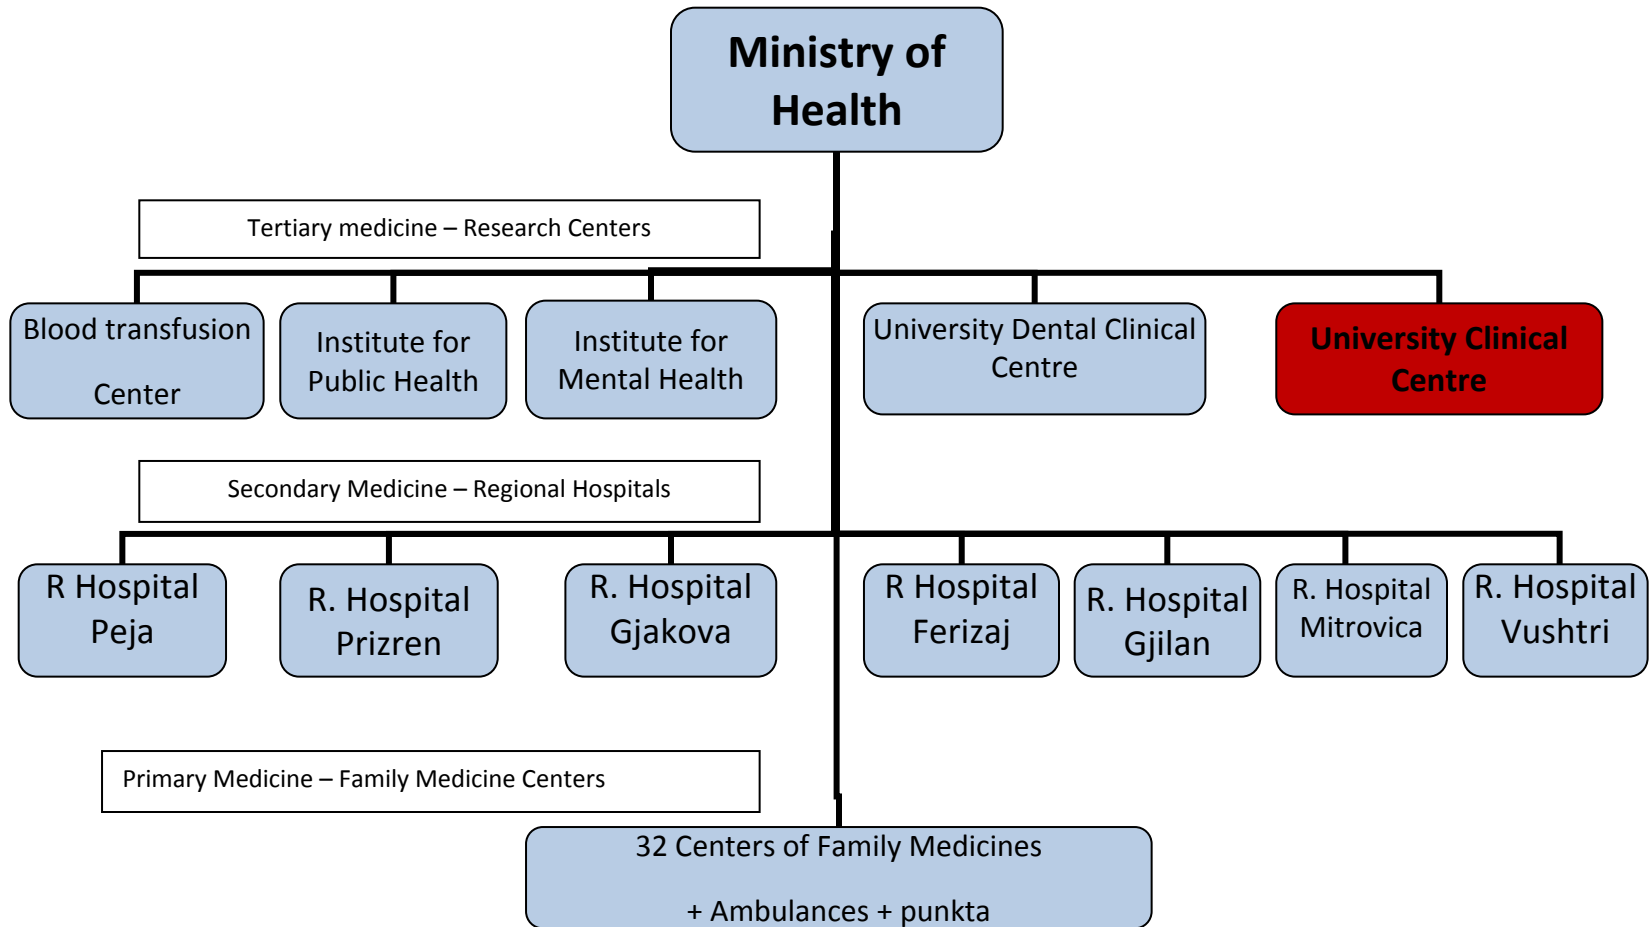 Ministry of
Health
Tertiary medicine – Research Centers
Blood transfusion
Center
Institute for
Public Health
Institute for
Mental Health
University Dental Clinical
Centre
University Clinical
Centre
Secondary Medicine – Regional Hospitals
R Hospital
Peja
R. Hospital
Prizren
R. Hospital
Gjakova
R Hospital
Ferizaj
R. Hospital
Gjilan
R. Hospital
Mitrovica
R. Hospital
Vushtri
Primary Medicine – Family Medicine Centers
32 Centers of Family Medicines
+ Ambulances + punkta